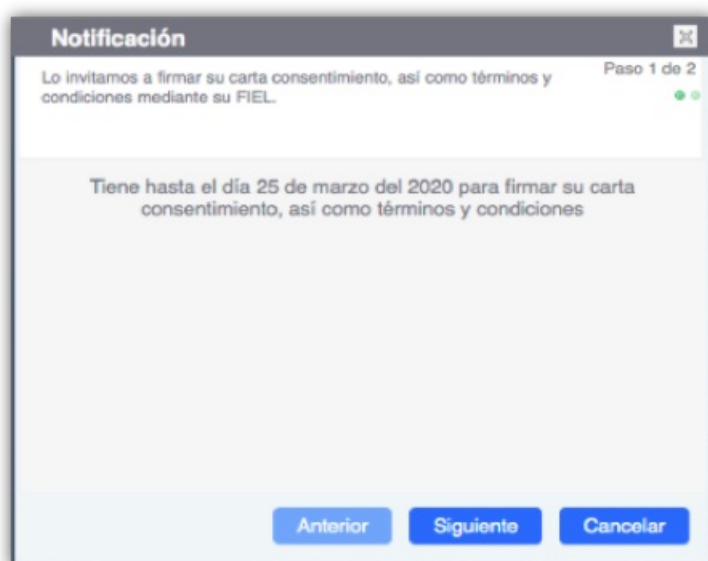 Notificación
Lo invitamos a firmar su carta consentimiento, así como términos y
condiciones mediante su FIEL.
Paso 1 de 2
Tiene hasta el día 25 de marzo del 2020 para firmar su carta
consentimiento, así como términos y condiciones
Anterior
Siguiente
Cancelar